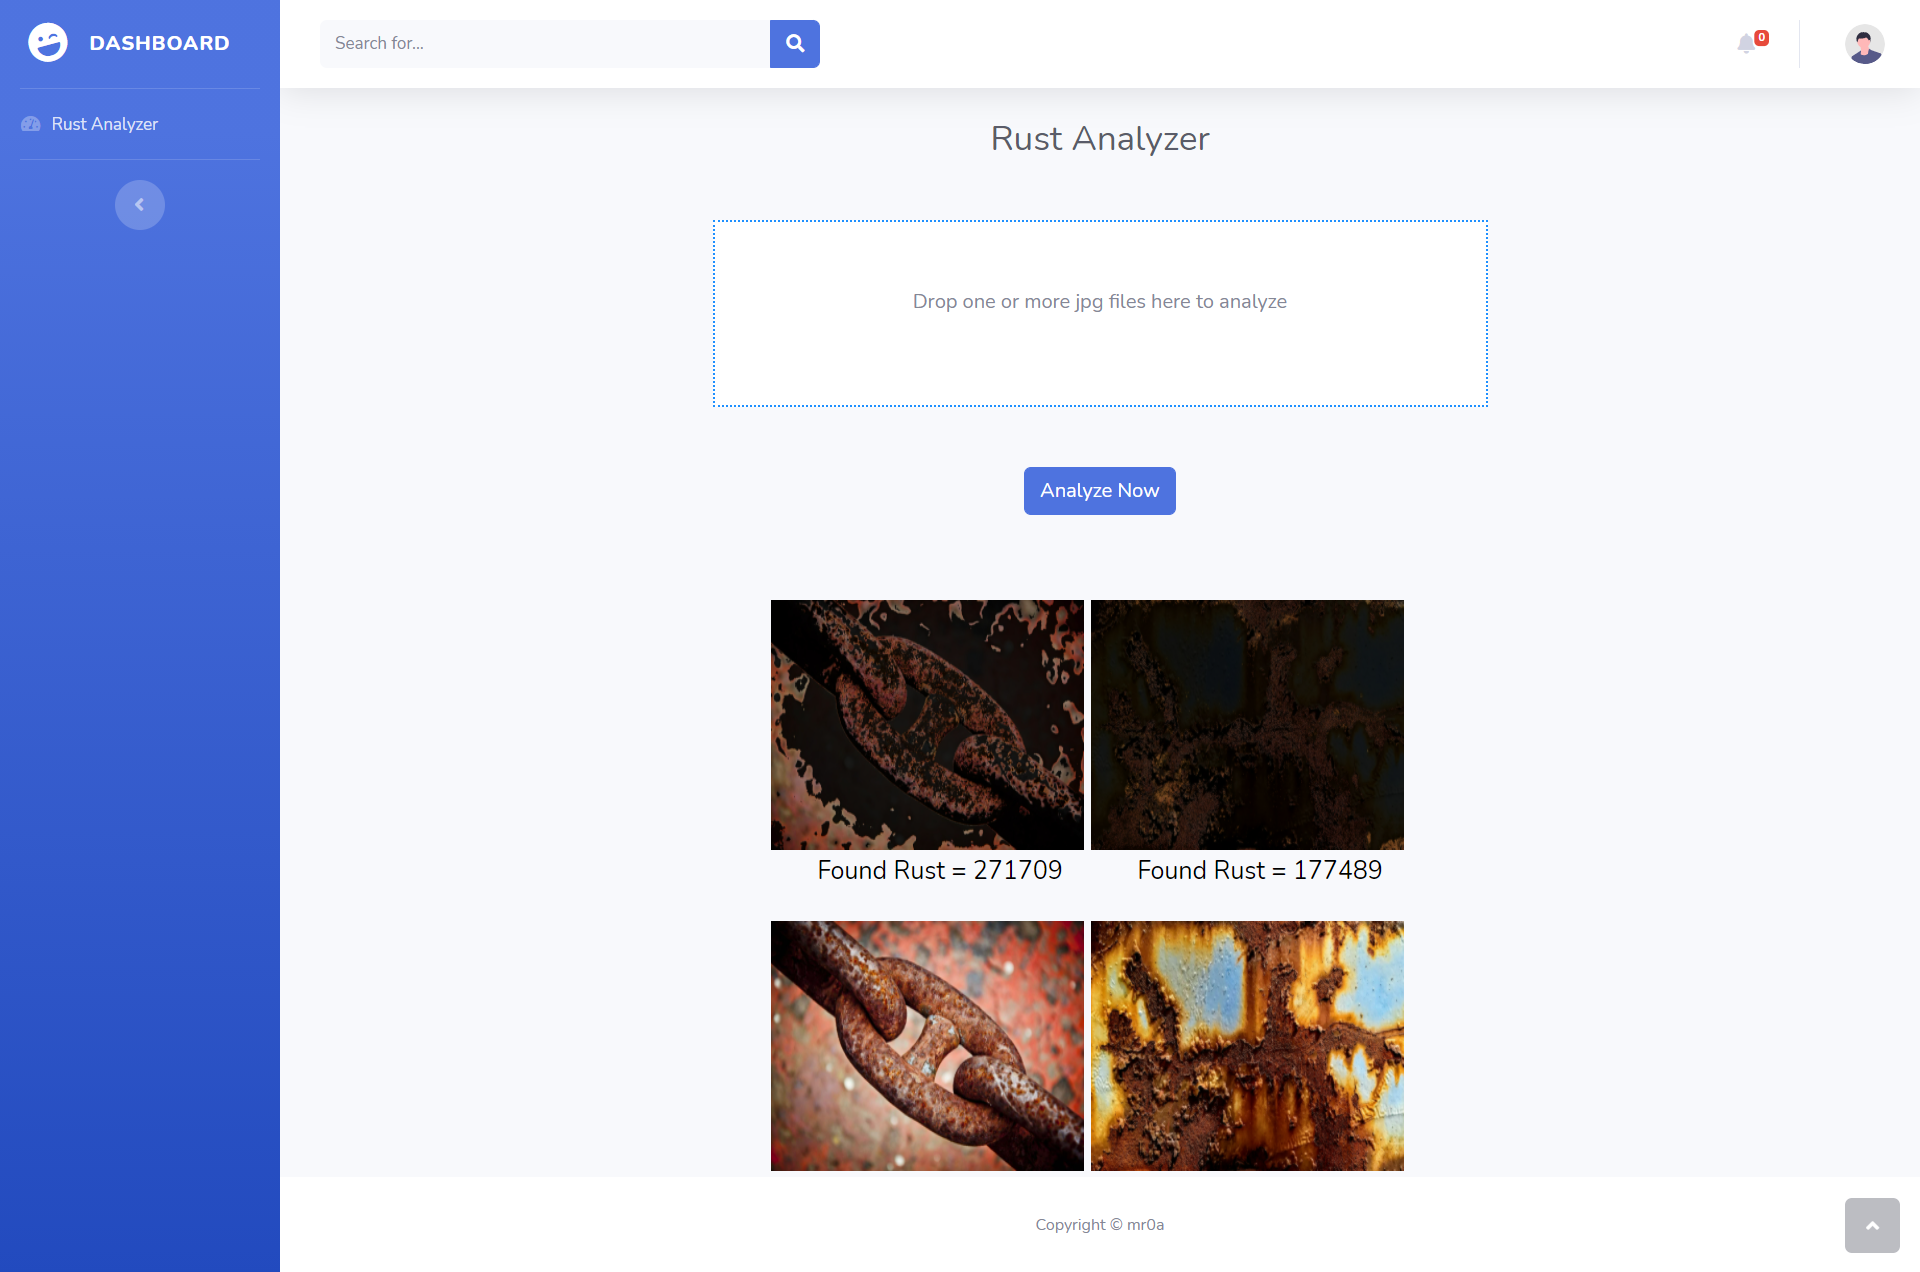 DASHBOARD
Search for...
0
Rust Analyzer
Rust Analyzer
Drop one or more jpg files here to analyze
Analyze Now
Found Rust = 271709
Found Rust = 177489
Copyright © mr0a